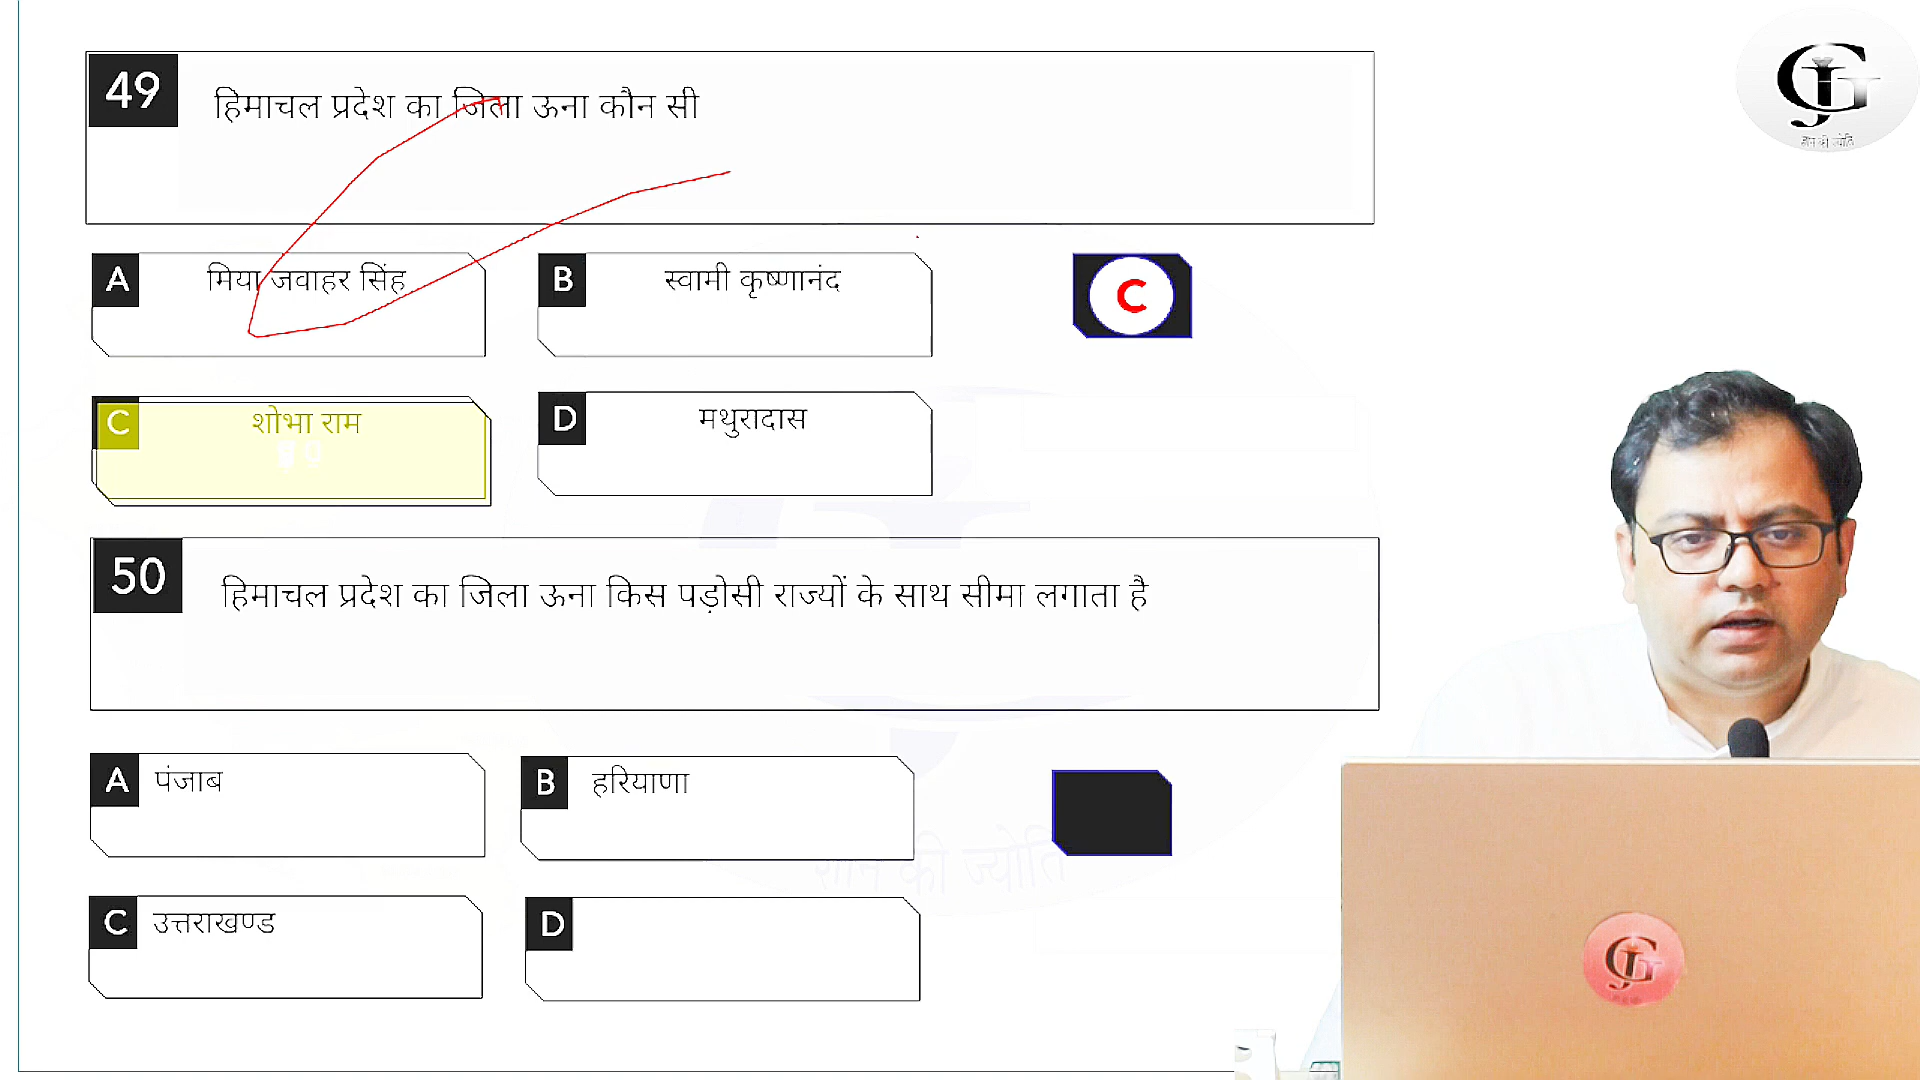 49
हिमाचल प्रदेश का जिला ऊना कौन सी
A मिया जवाहर सिंह
B स्वामी कृष्णानंद
C
C शोभा राम
D मथुरादास
50
हिमाचल प्रदेश का जिला ऊना किस पड़ोसी राज्यों के साथ सीमा लगाता है
A पंजाब
B हरियाणा
C उत्तराखण्ड
D
ज्ञान की ज्योति